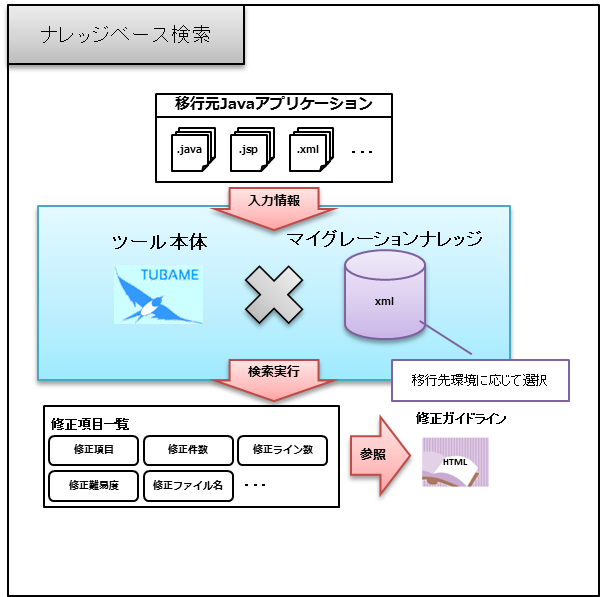 ナレッジベース検索
移行元Javaアプリケーション
.java
.jsp
.xml
・・・
入力情報
ツール本体
マイグレーションナレッジ
TUBAME
xml
移行先環境に応じて選択
検索実行
修正項目一覧
修正項目
修正件数
修正ライン数
修正難易度
修正ファイル名
・・・
参照
修正ガイドライン
HTML